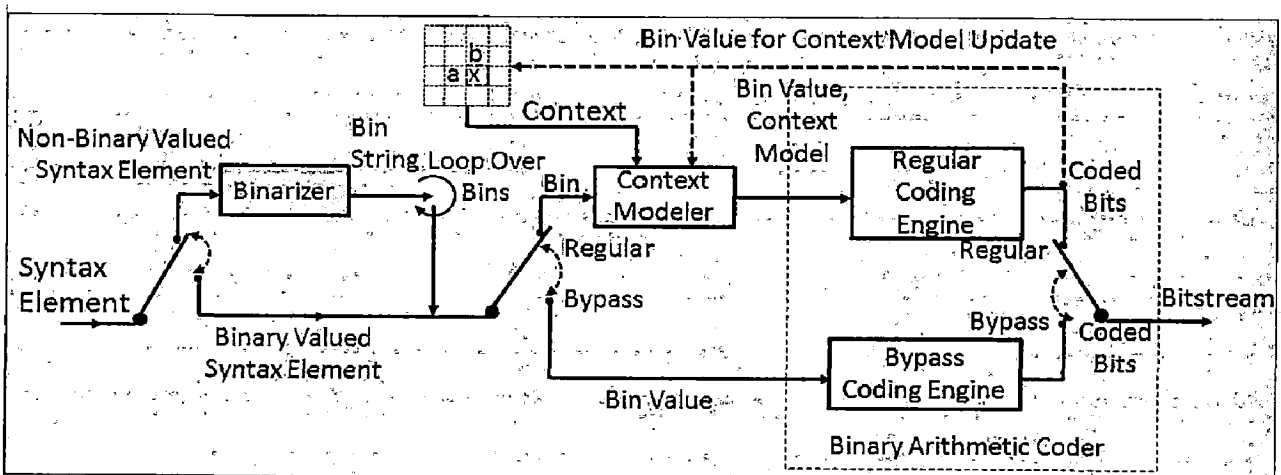 Bin Value for Context Model Update
b
a x
Context
Bin Value,
Context
Model
Non-Binary Valued
Syntax Element
Bin
String Loop Over
Bins
Binarizer
Bin
Context
Modeler
Regular
Coding
Engine
Coded
Bits
Regular
Regular
Syntax
Element
Bypass
Bypass
Bitstream
Coded
Bits
Binary Valued
Syntax Element
Bin Value
Bypass
Coding Engine
Binary Arithmetic Coder